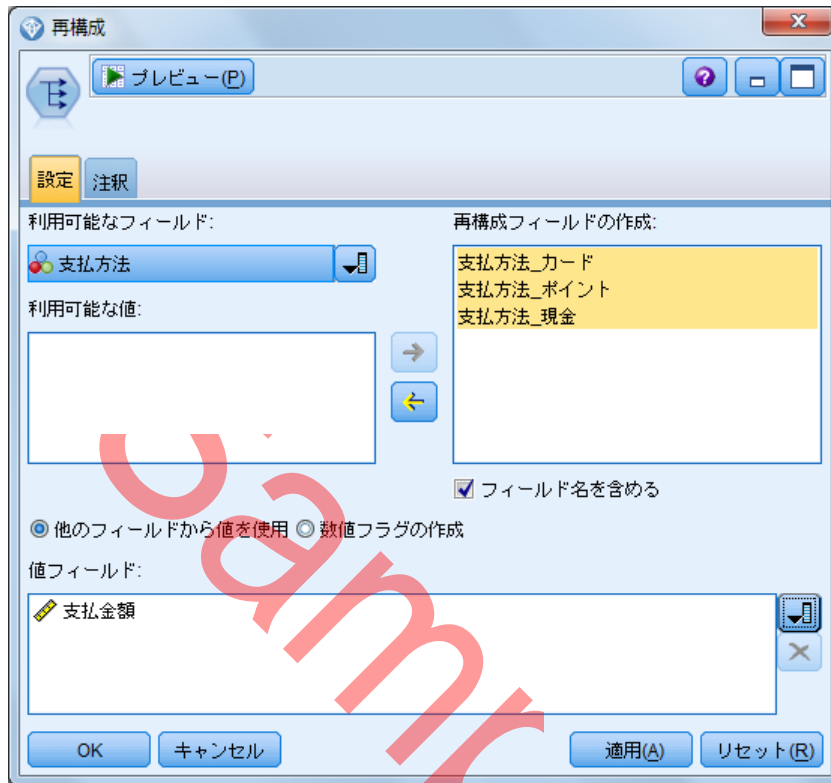 再構成
プレビュー(P)
設定
注釈
利用可能なフィールド:
支払方法
利用可能な値:
再構成フィールドの作成:
支払方法_カード
支払方法_ポイント
支払方法_現金
フィールド名を含める
他のフィールドから値を使用 数値フラグの作成
値フィールド:
支払金額
OK キャンセル 適用(A) リセット(R)